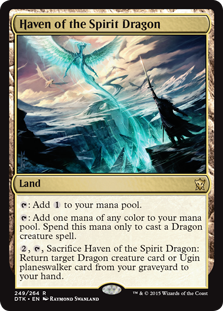 Haven of the Spirit Dragon
Land
: Add 1 to your mana pool.
: Add one mana of any color to your mana
pool. Spend this mana only to cast a Dragon
creature spell.
2, , Sacrifice Haven of the Spirit Dragon:
Return target Dragon creature card or Ugin
planeswalker card from your graveyard to
your hand.
249/264 R
DTK • EN Raymond Swanland
™ & © 2015 Wizards of the Coast